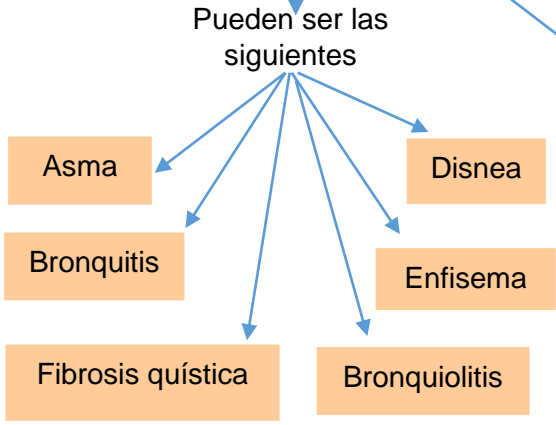 Pueden ser las
siguientes
Asma
Disnea
Bronquitis
Enfisema
Fibrosis quística
Bronquiolitis